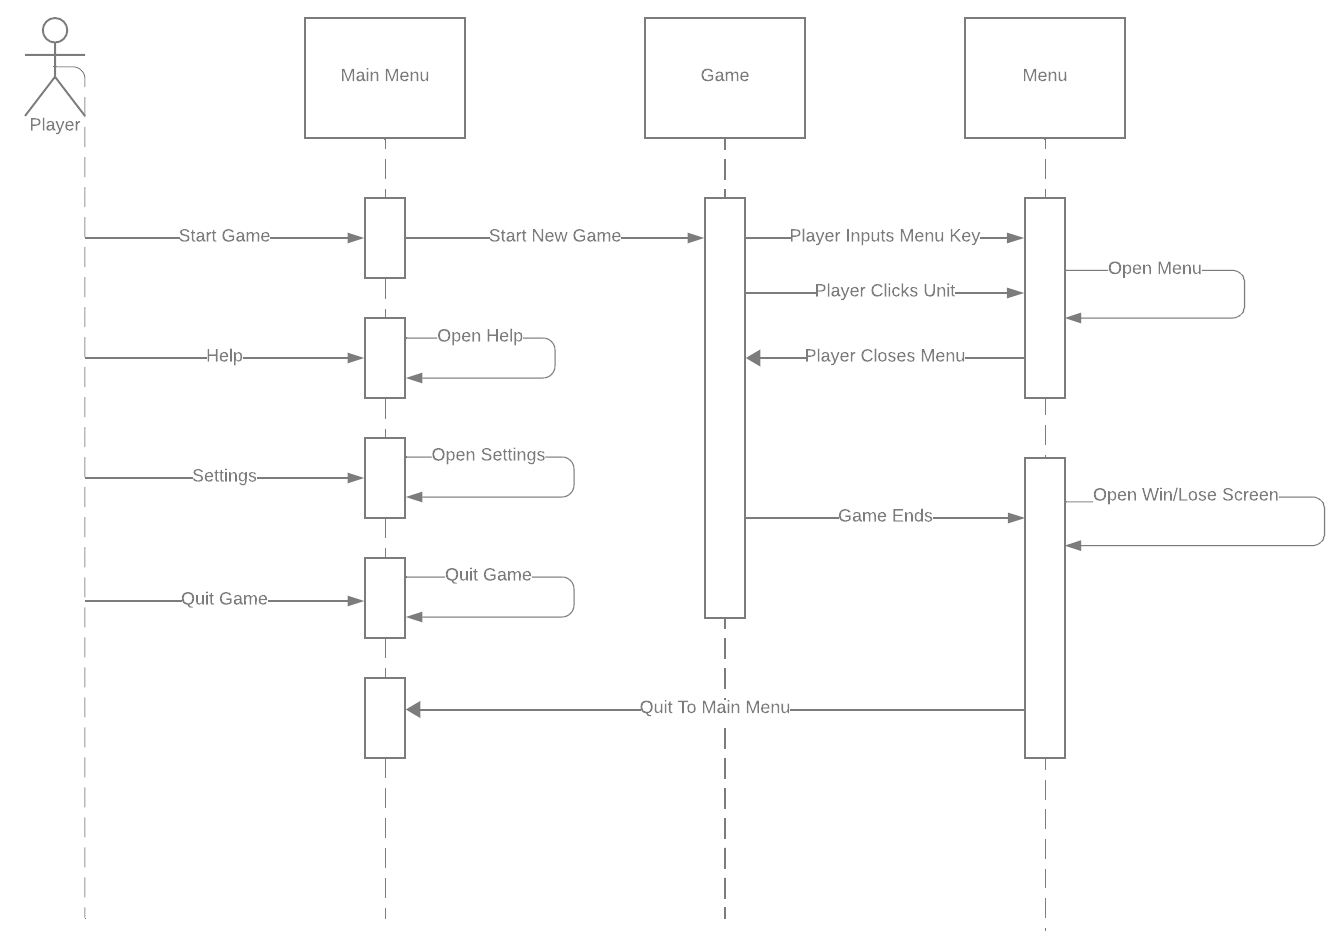 Player
Main Menu
Game
Menu
Start Game
Start New Game
Player Inputs Menu Key
Open Menu
Player Clicks Unit
Open Help
Help
Player Closes Menu
Open Settings
Settings
Open Win/Lose Screen
Game Ends
Quit Game
Quit Game
Quit To Main Menu